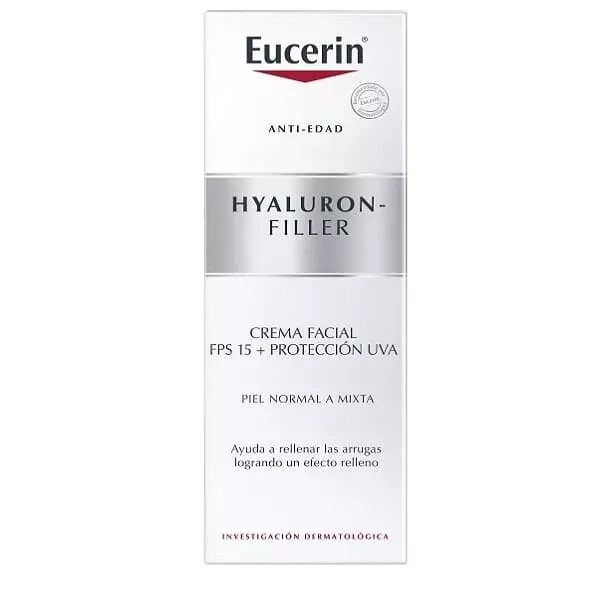 Eucerin®
Eucerin
ANTI-EDAD
HYALURON-
FILLER
CREMA FACIAL
FPS 15 + PROTECCIÓN UVA
PIEL NORMAL A MIXTA
Ayuda a rellenar las arrugas
logrando un efecto relleno
INVESTIGACIÓN DERMATOLÓGICA